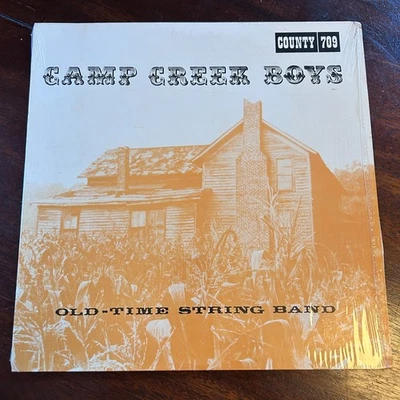 COUNTY 709
CAMP CREEK BOYS
OLD-TIME STRING BAND